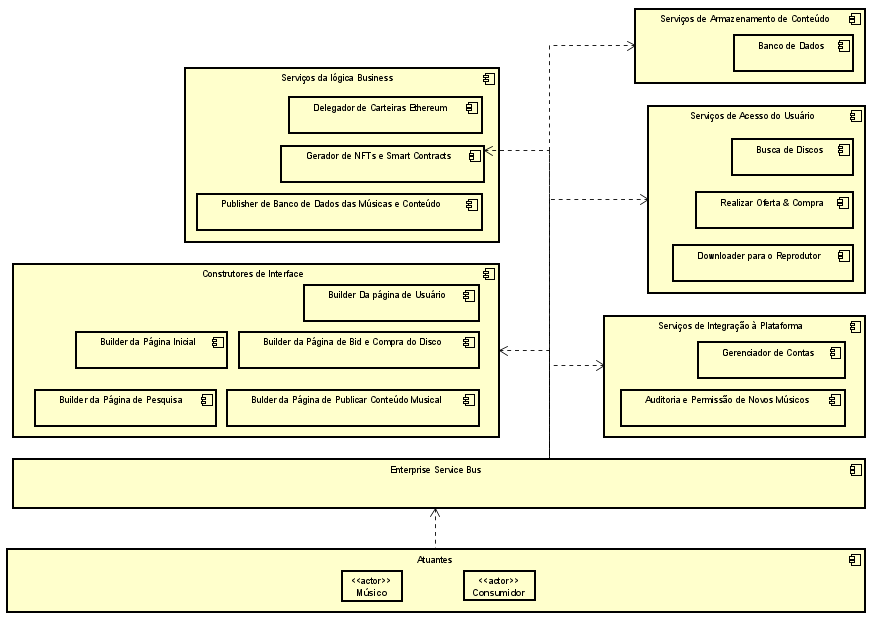 Serviços de Armazenamento de Conteúdo
Banco de Dados
Serviços da lógica Business
Delegador de Carteiras Ethereum
Gerador de NFTs e Smart Contracts
Publisher de Banco de Dados das Músicas e Conteúdo
Serviços de Acesso do Usuário
Busca de Discos
Realizar Oferta & Compra
Downloader para o Reprodutor
Construtores de Interface
Builder Da página de Usuário
Builder da Página Inicial
Builder da Página de Bid e Compra do Disco
Builder da Página de Pesquisa
Bulder da Página de Publicar Conteúdo Musical
Serviços de Integração à Plataforma
Gerenciador de Contas
Auditoria e Permissão de Novos Músicos
Enterprise Service Bus
Atuantes
<<actor>>
Músico
<<actor>>
Consumidor